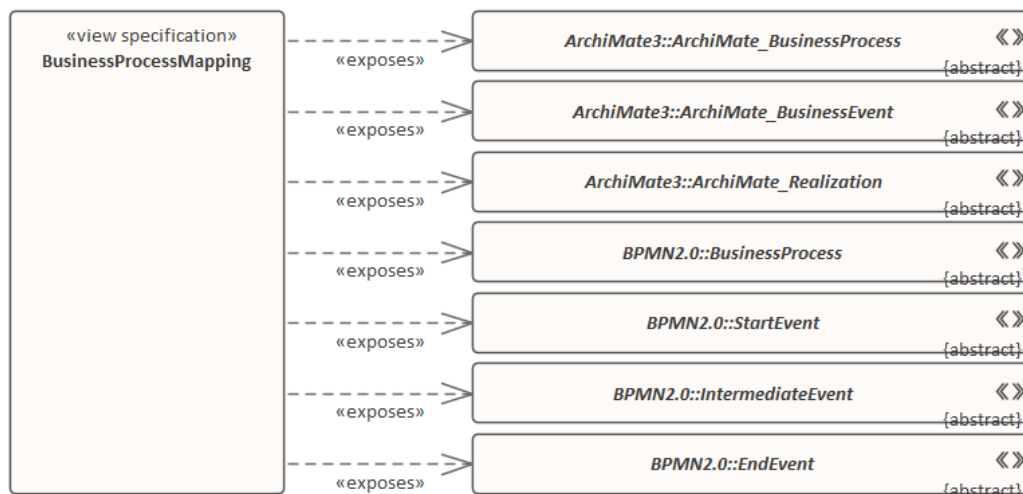 «view specification»
BusinessProcessMapping
«exposes»
ArchiMate3::ArchiMate_BusinessProcess
{abstract}
«exposes»
ArchiMate3::ArchiMate_BusinessEvent
{abstract}
«exposes»
ArchiMate3::ArchiMate_Realization
{abstract}
«exposes»
BPMN2.0::BusinessProcess
{abstract}
«exposes»
BPMN2.0::StartEvent
{abstract}
«exposes»
BPMN2.0::IntermediateEvent
{abstract}
«exposes»
BPMN2.0::EndEvent
{abstract}